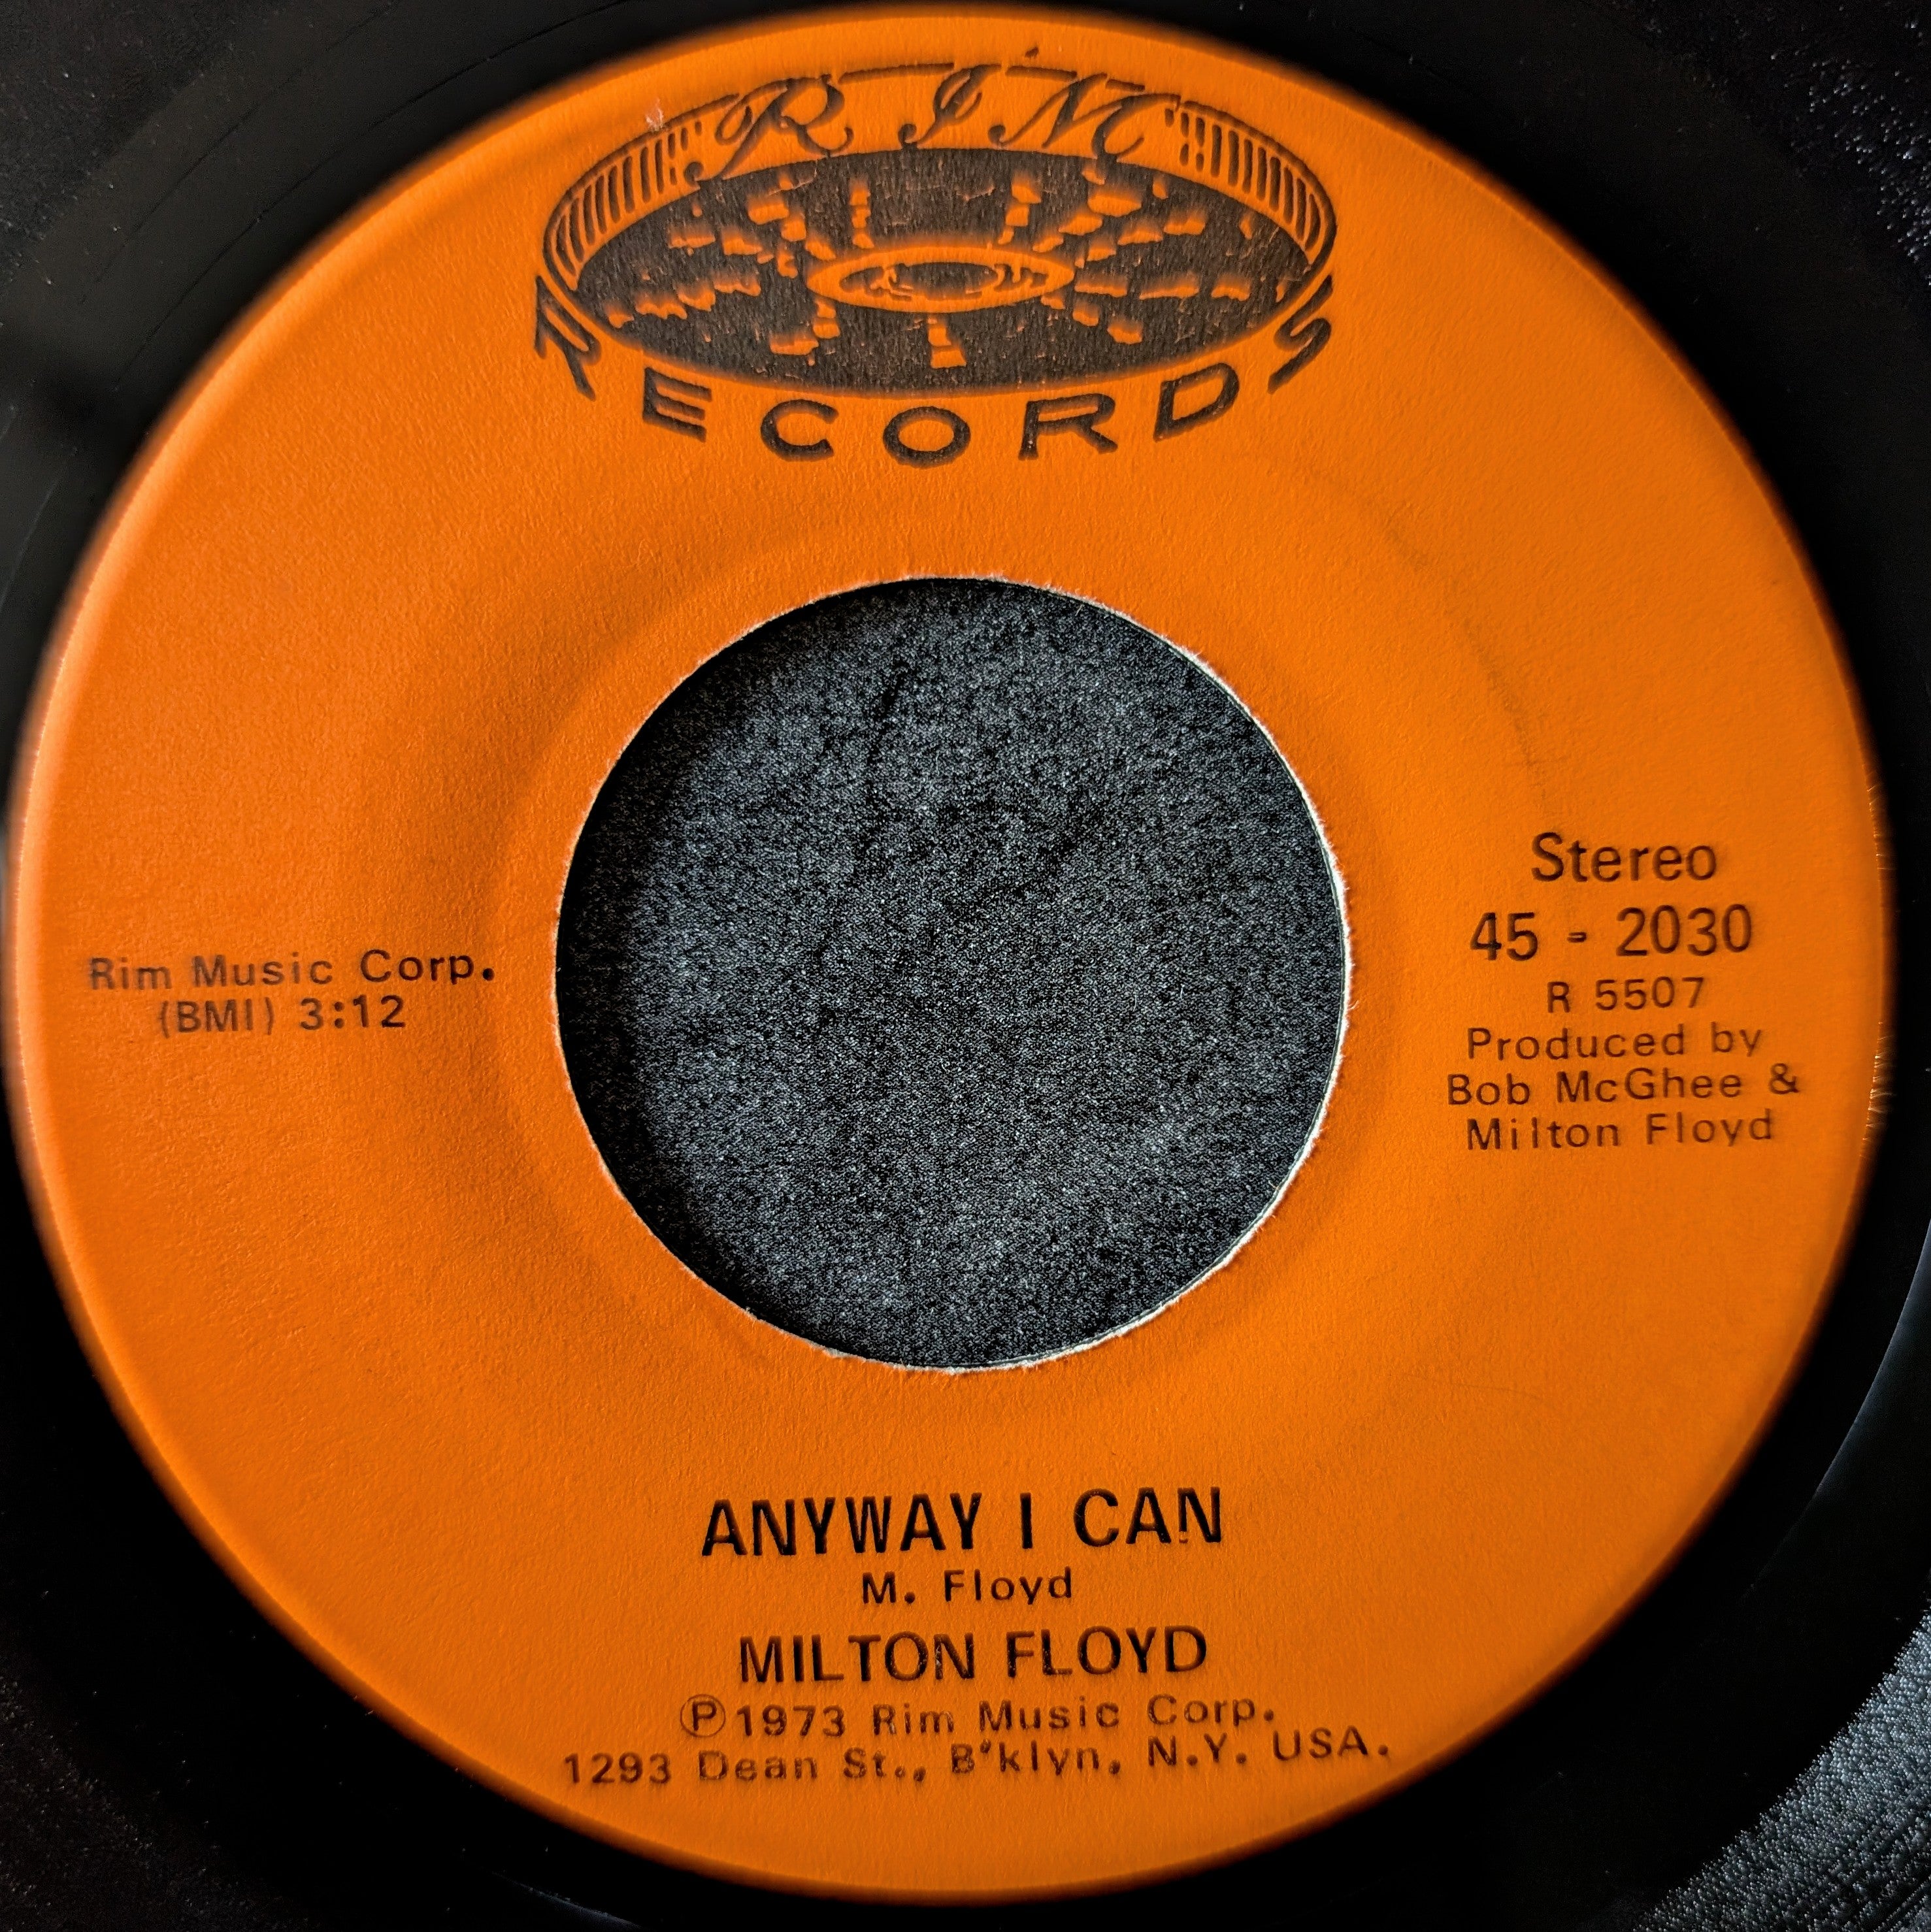 RIM
RECORDS
Rim Music Corp.
(BMI) 3:12
Stereo
45 - 2030
R 5507
Produced by
Bob McGhee &
Milton Floyd
ANYWAY I CAN
M. Floyd
MILTON FLOYD
Ⓟ1973 Rim Music Corp.
1293 Dean St., B'klyn, N.Y. USA.